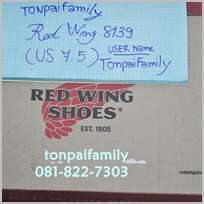 TONPAIFAMILY
Red Wing 8139
(US 7.5) USER Name
TonpaiFamily
RED WING
SHOES®
EST. 1905
tonpaifamily
081-822-7303